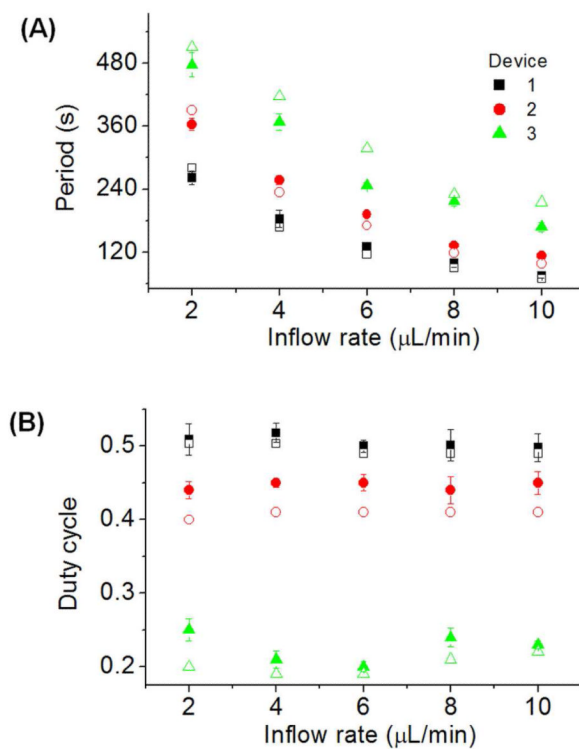 (A)
480
360
240
120
Period (s)
Device
1
2
3
2 4 6 8 10
Inflow rate (μL/min)
(B)
0.5
0.4
0.3
0.2
Duty cycle
2 4 6 8 10
Inflow rate (μL/min)